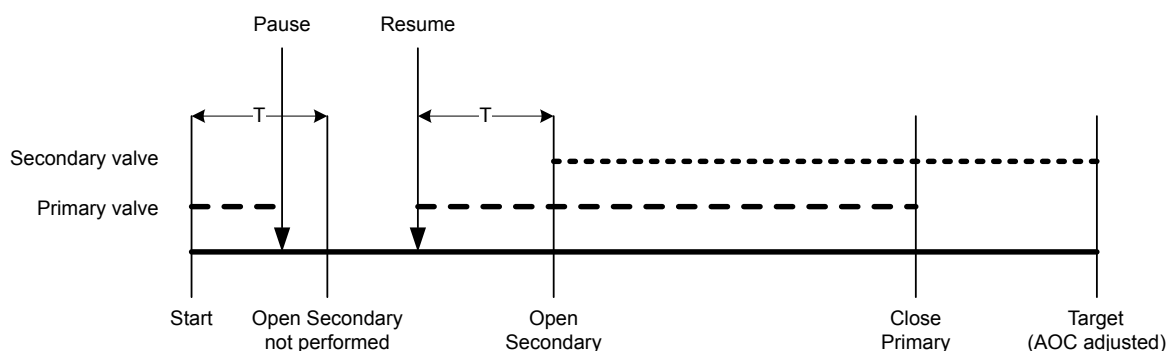 Pause
Resume
T
T
Secondary valve
Primary valve
Start
Open Secondary
not performed
Open
Secondary
Close
Primary
Target
(AOC adjusted)